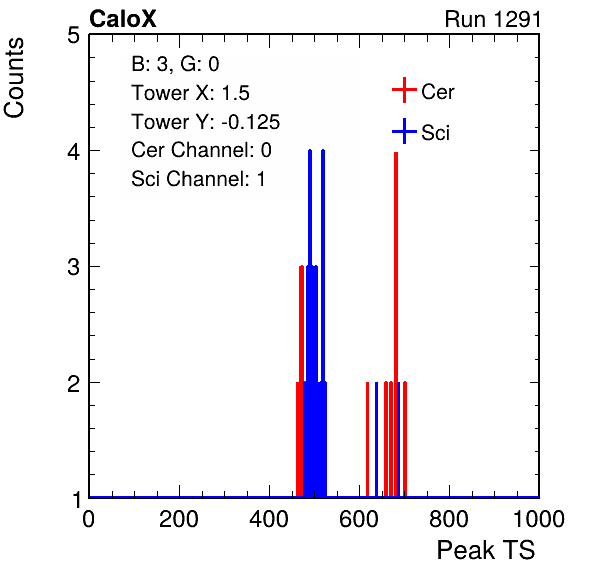 CaloX Run 1291
Counts
5
4
3
2
1
B: 3, G: 0
Tower X: 1.5
Tower Y: -0.125
Cer Channel: 0
Sci Channel: 1
Cer
Sci
0 200 400 600 800 1000
Peak TS